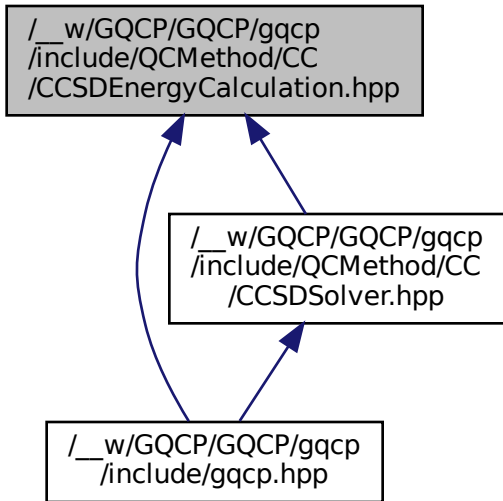 /__w/GQCP/GQCP/gqcp
/include/QCMethod/CC
/CCSDEnergyCalculation.hpp
/__w/GQCP/GQCP/gqcp
/include/QCMethod/CC
/CCSDSolver.hpp
/__w/GQCP/GQCP/gqcp
/include/gqcp.hpp